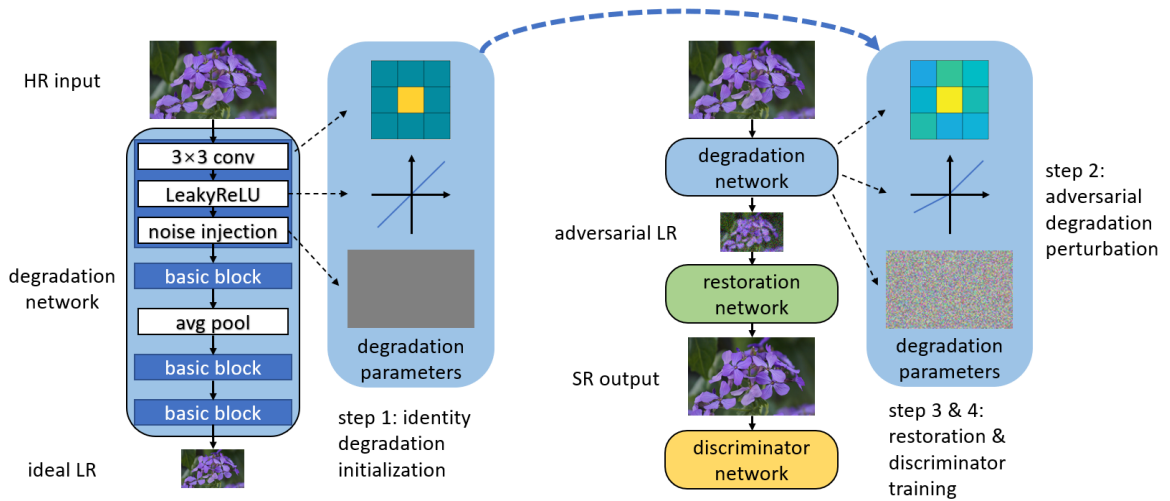 HR input
3×3 conv
LeakyReLU
noise injection
degradation
network
basic block
avg pool
basic block
basic block
ideal LR
degradation
parameters
step 1: identity
degradation
initialization
degradation
network
adversarial LR
restoration
network
SR output
discriminator
network
degradation
parameters
step 2:
adversarial
degradation
perturbation
step 3 & 4:
restoration &
discriminator
training